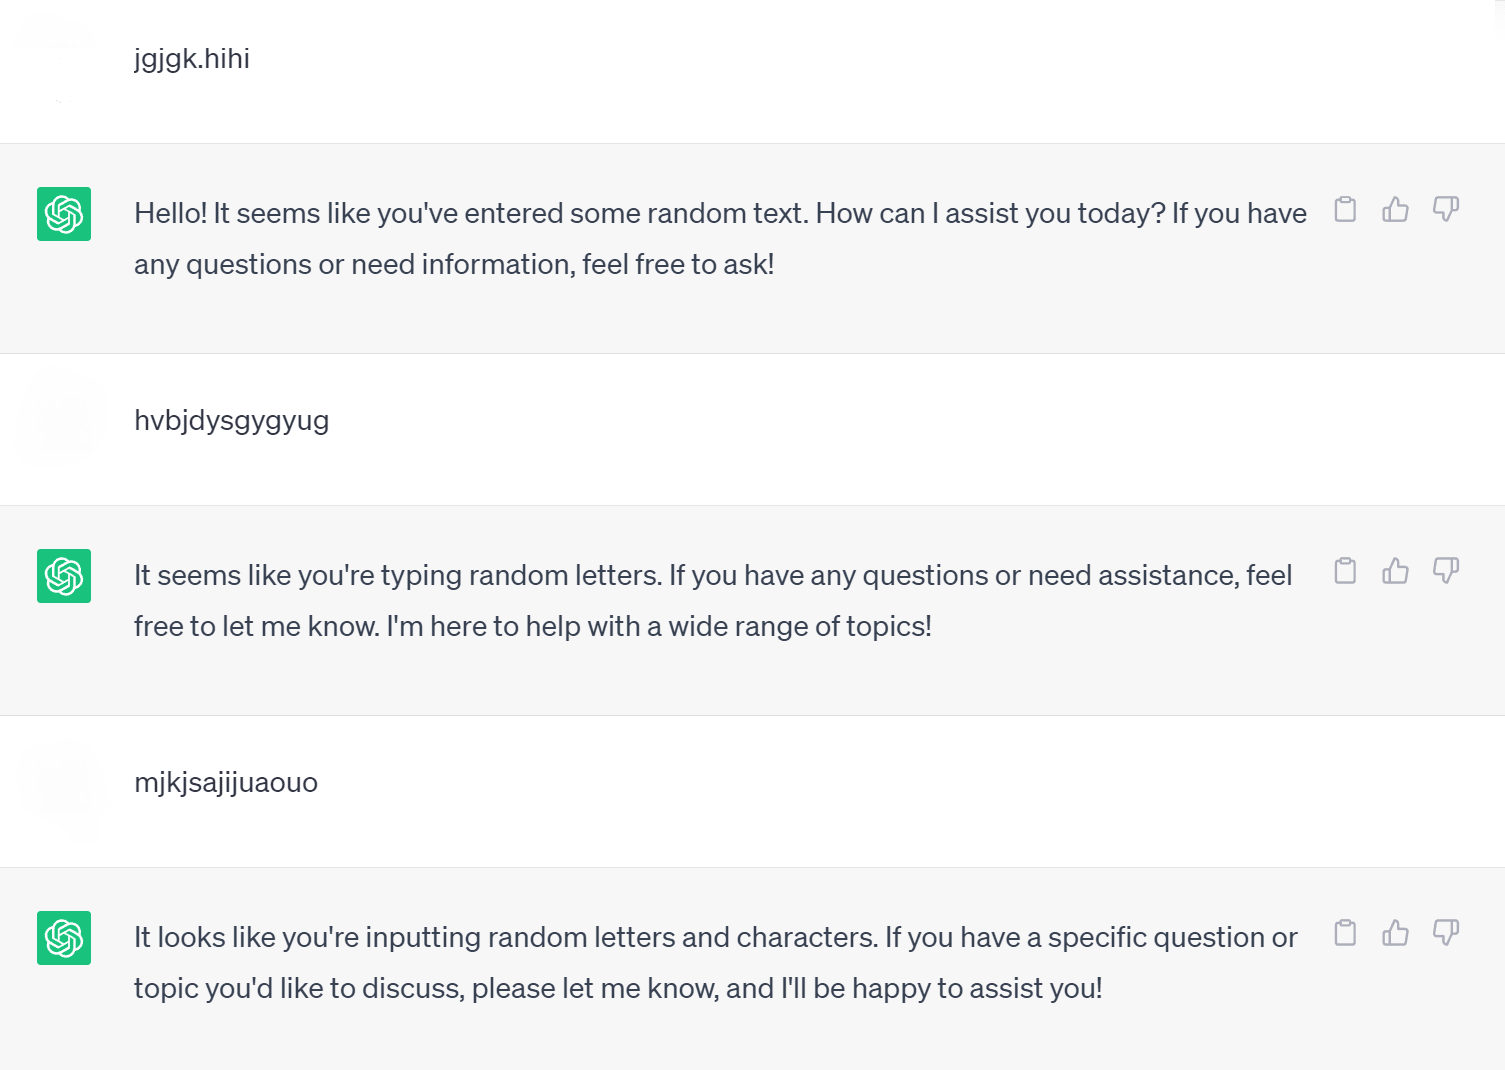 jgjgk.hihi
Hello! It seems like you've entered some random text. How can I assist you today? If you have
any questions or need information, feel free to ask!
hvbjdysgygyug
It seems like you're typing random letters. If you have any questions or need assistance, feel
free to let me know. I'm here to help with a wide range of topics!
mjkjsajijuaouo
It looks like you're inputting random letters and characters. If you have a specific question or
topic you'd like to discuss, please let me know, and I'll be happy to assist you!